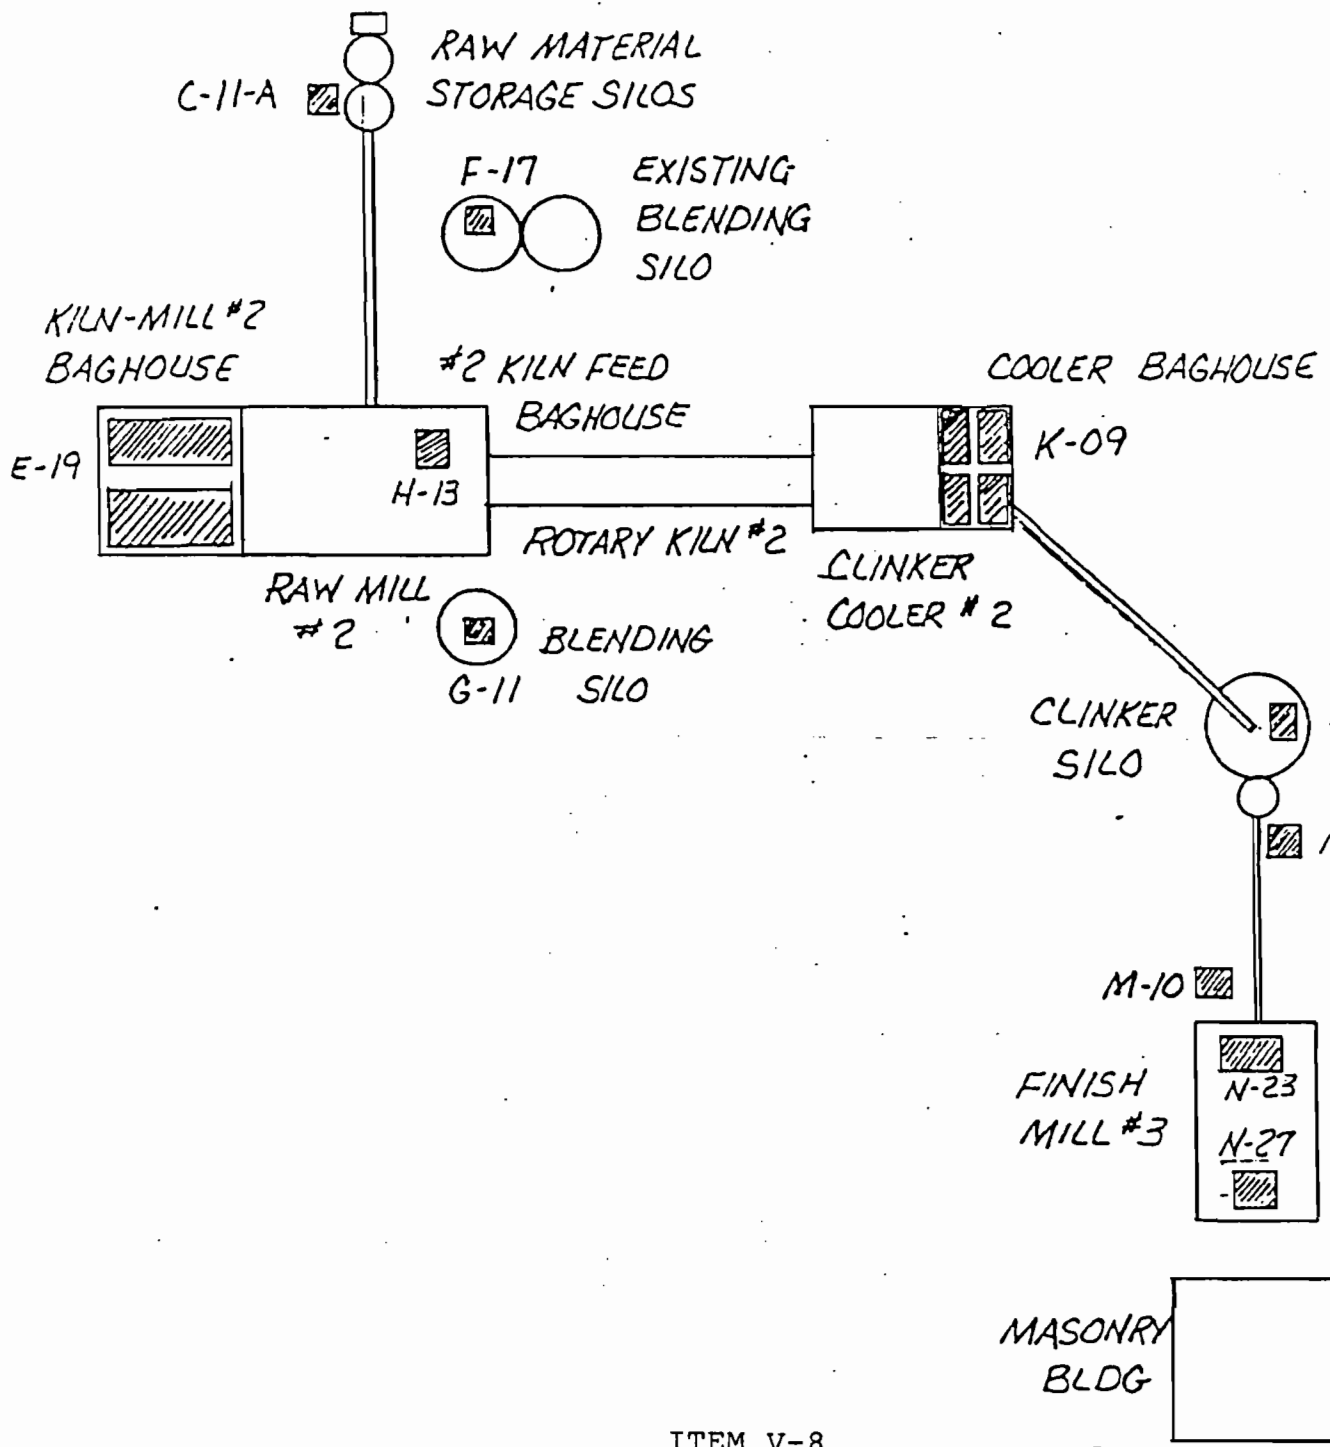 RAW MATERIAL
STORAGE SILOS
C-11-A
F-17
EXISTING
BLENDING
SILO
KILN-MILL #2
BAGHOUSE
#2 KILN FEED
BAGHOUSE
COOLER BAGHOUSE
E-19
H-13
K-09
ROTARY KILN #2
RAW MILL
#2
CLINKER
COOLER #2
BLENDING
SILO
G-11
CLINKER
SILO
M-10
FINISH
MILL #3
N-23
N-27
MASONRY
BLDG
ITEM V-8